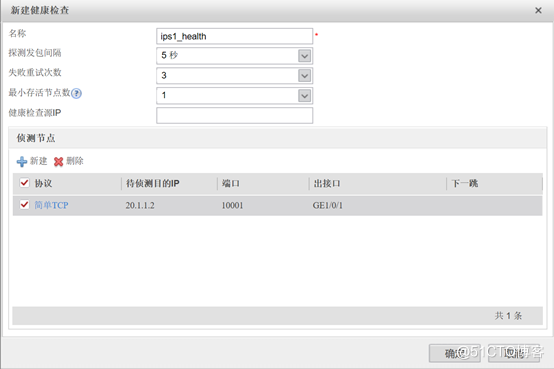 新建健康检查
名称 ips1_health *
探测发包间隔 5 秒
失败重试次数 3
最小存活节点数 ? 1
健康检查源IP
侦测节点
新建 删除
协议 待侦测目的IP 端口 出接口 下一跳
简单TCP 20.1.1.2 10001 GE1/0/1
共 1 条
确定 取消
@51CTO博客